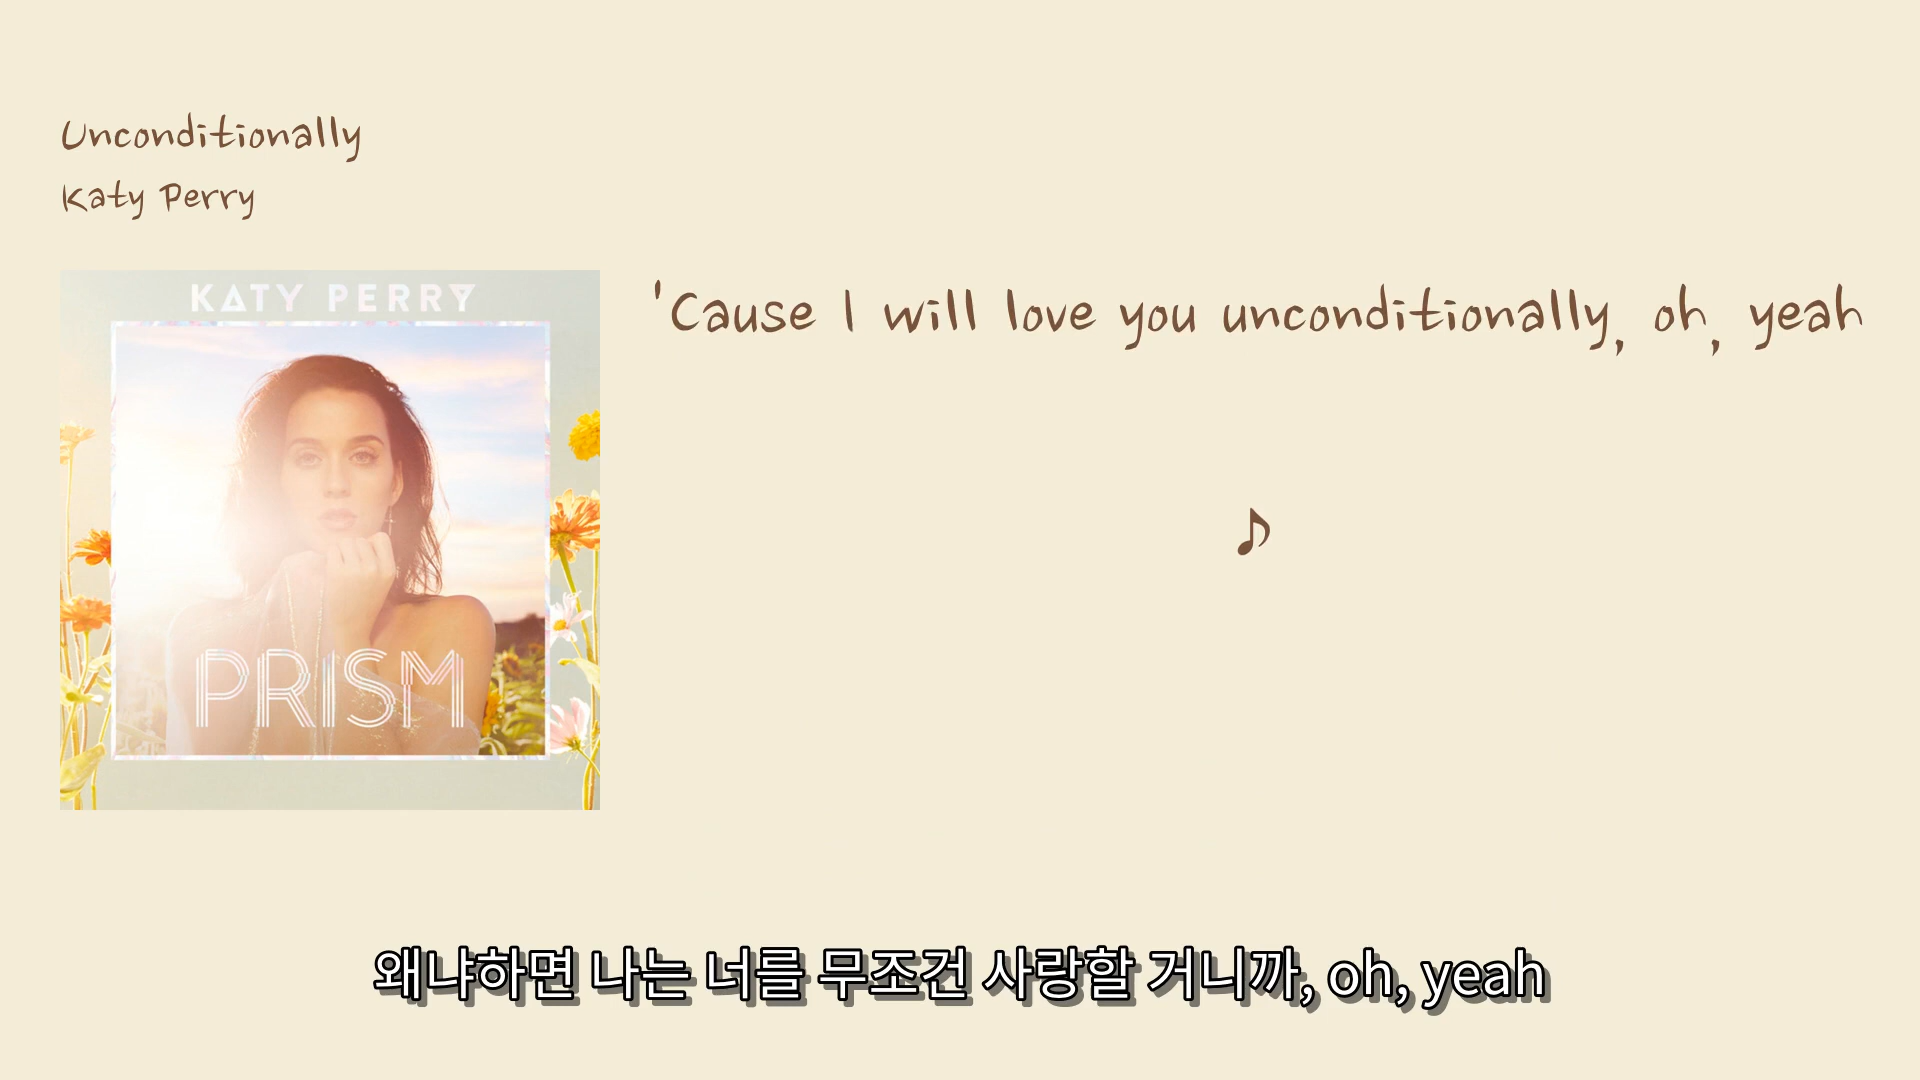 Unconditionally
Katy Perry
KATY PERRY
PRISM
'Cause I will love you unconditionally, oh, yeah
♪
왜냐하면 나는 너를 무조건 사랑할 거니까, oh, yeah